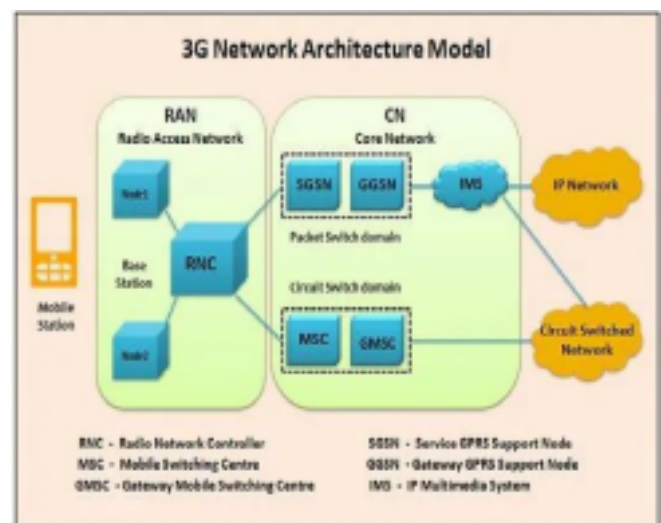 3G Network Architecture Model
RAN
Radio Access Network
CN
Core Network
Node1
SGSN
GGSN
IMS
IP Network
Packet Switch domain
RNC
Base
Station
Mobile
Station
Circuit Switch domain
Node2
MSC
GMSC
Circuit Switched
Network
RNC - Radio Network Controller
MSC - Mobile Switching Centre
GMSC - Gateway Mobile Switching Centre
SGSN - Service GPRS Support Node
GGSN - Gateway GPRS Support Node
IMS - IP Multimedia System